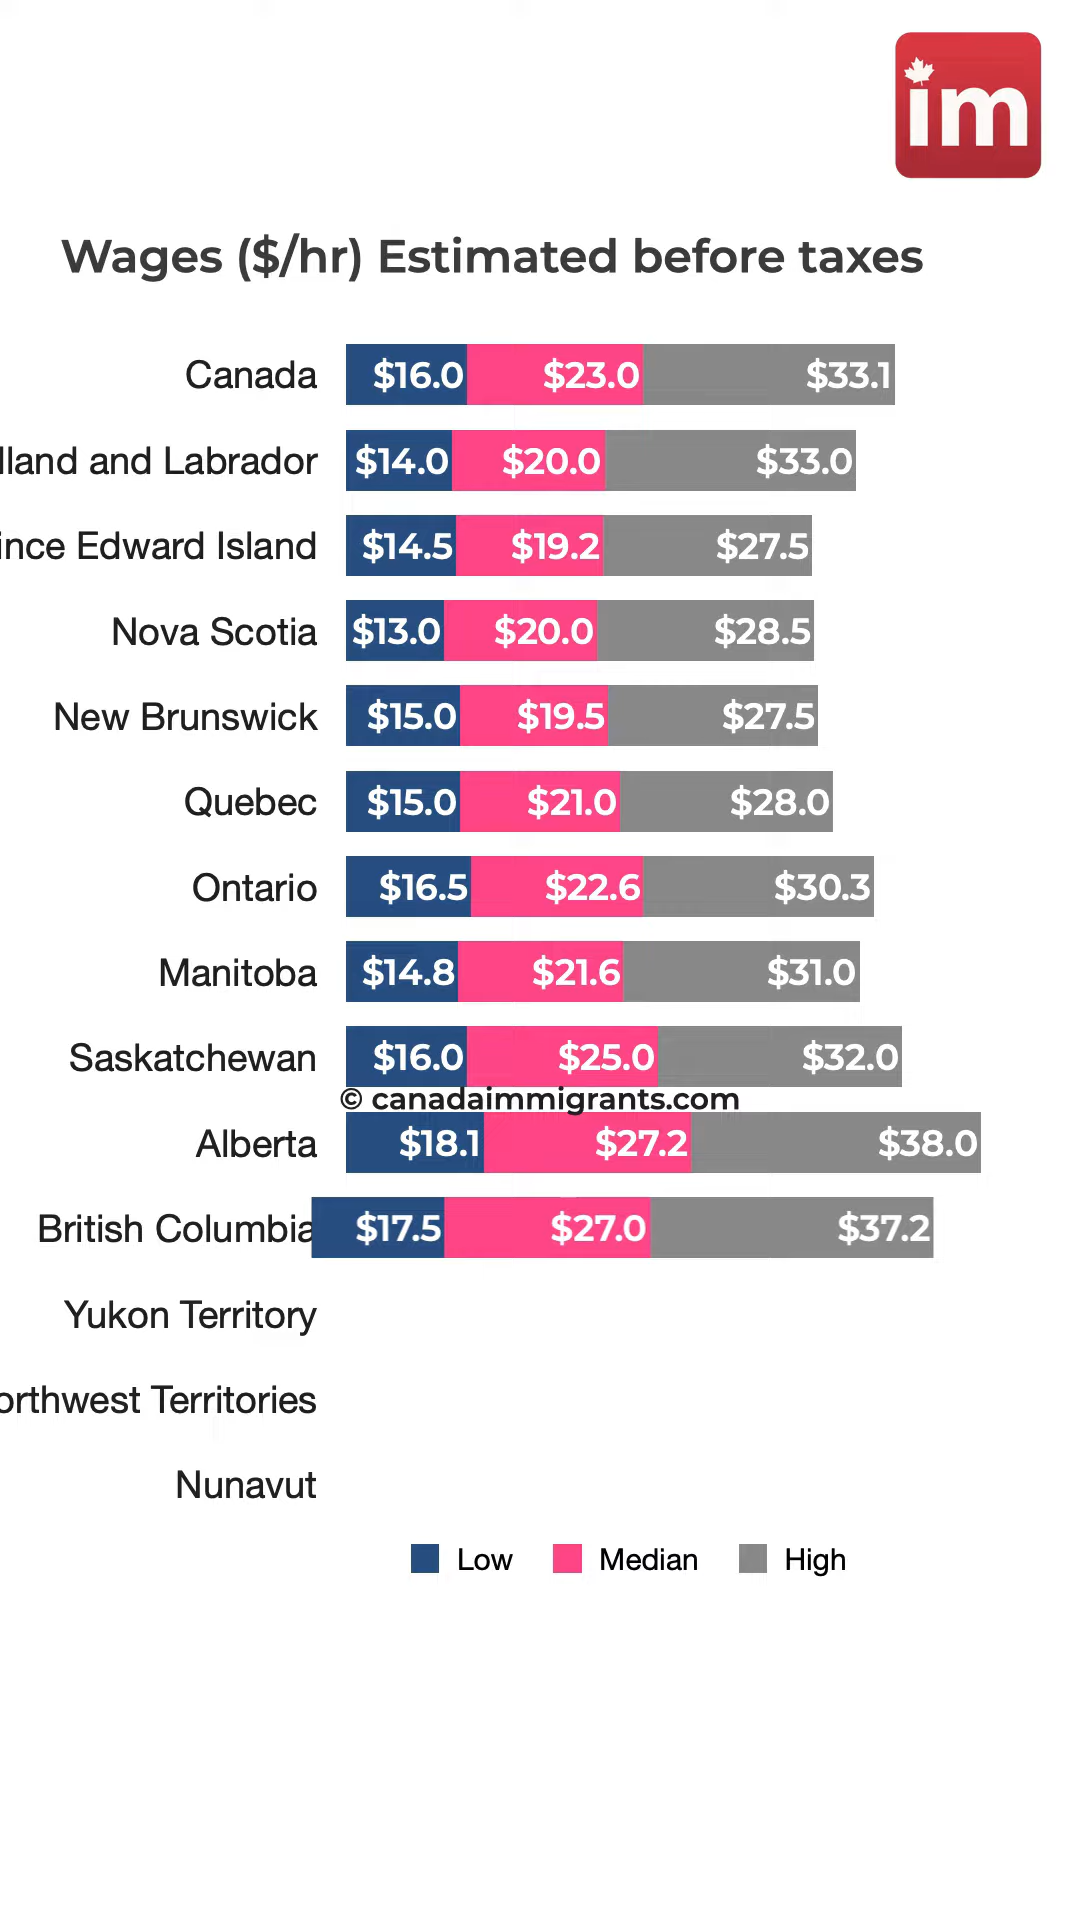 im
Wages ($/hr) Estimated before taxes
Canada $16.0 $23.0 $33.1
lland and Labrador $14.0 $20.0 $33.0
ince Edward Island $14.5 $19.2 $27.5
Nova Scotia $13.0 $20.0 $28.5
New Brunswick $15.0 $19.5 $27.5
Quebec $15.0 $21.0 $28.0
Ontario $16.5 $22.6 $30.3
Manitoba $14.8 $21.6 $31.0
Saskatchewan $16.0 $25.0 $32.0
© canadaimmigrants.com
Alberta $18.1 $27.2 $38.0
British Columbia $17.5 $27.0 $37.2
Yukon Territory
orthwest Territories
Nunavut
Low Median High